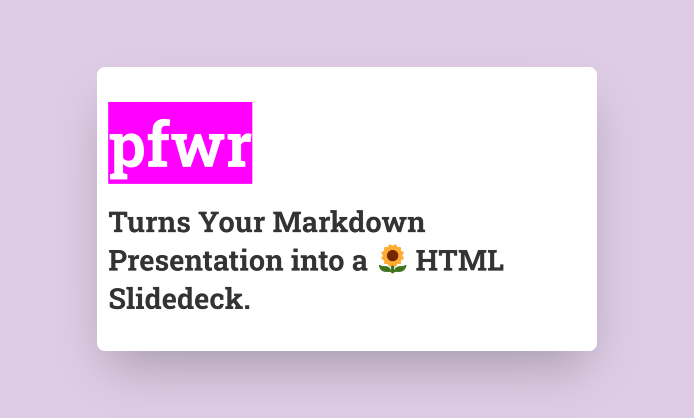 pfwr
Turns Your Markdown
Presentation into a 🌻 HTML
Slidedeck.